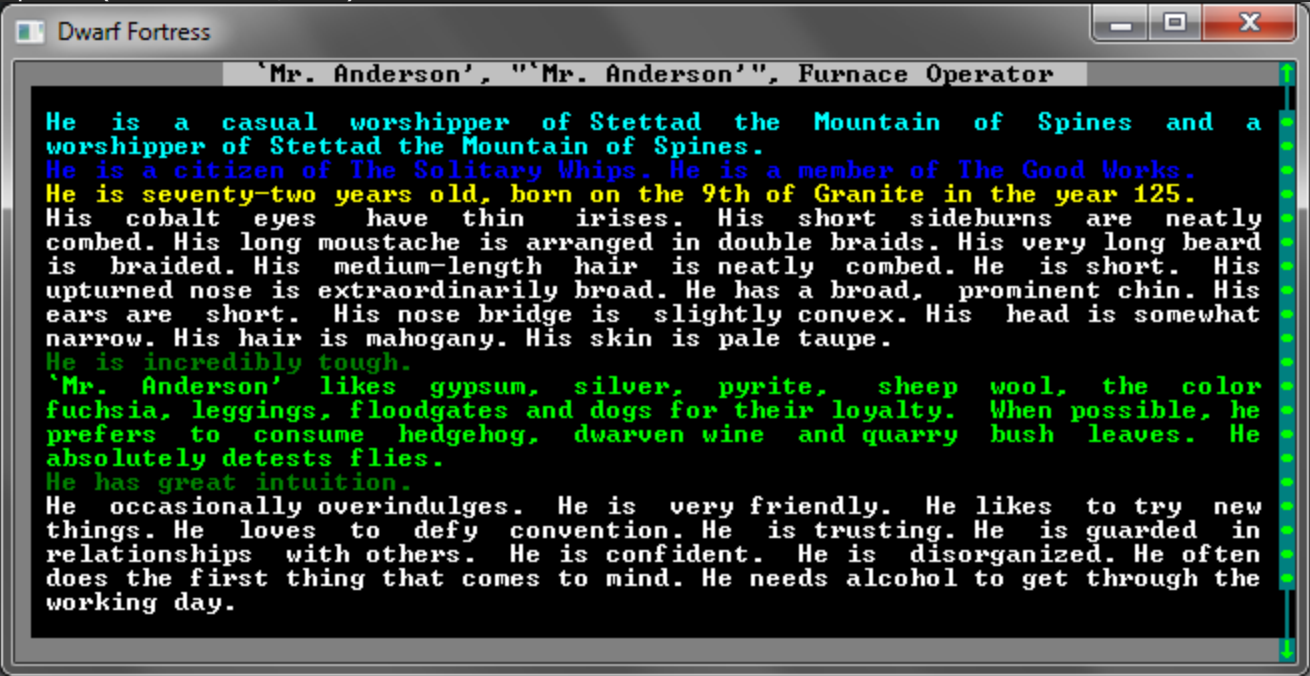 Dwarf Fortress
`Mr. Anderson', "`Mr. Anderson'", Furnace Operator
He is a casual worshipper of Stettad the Mountain of Spines and a
worshipper of Stettad the Mountain of Spines.
He is a citizen of The Solitary Whips. He is a member of The Good Works.
He is seventy-two years old, born on the 9th of Granite in the year 125.
His cobalt eyes have thin irises. His short sideburns are neatly
combed. His long moustache is arranged in double braids. His very long beard
is braided. His medium-length hair is neatly combed. He is short. His
upturned nose is extraordinarily broad. He has a broad, prominent chin. His
ears are short. His nose bridge is slightly convex. His head is somewhat
narrow. His hair is mahogany. His skin is pale taupe.
He is incredibly tough.
`Mr. Anderson' likes gypsum, silver, pyrite, sheep wool, the color
fuchsia, leggings, floodgates and dogs for their loyalty. When possible, he
prefers to consume hedgehog, dwarven wine and quarry bush leaves. He
absolutely detests flies.
He has great intuition.
He occasionally overindulges. He is very friendly. He likes to try new
things. He loves to defy convention. He is trusting. He is guarded in
relationships with others. He is confident. He is disorganized. He often
does the first thing that comes to mind. He needs alcohol to get through the
working day.